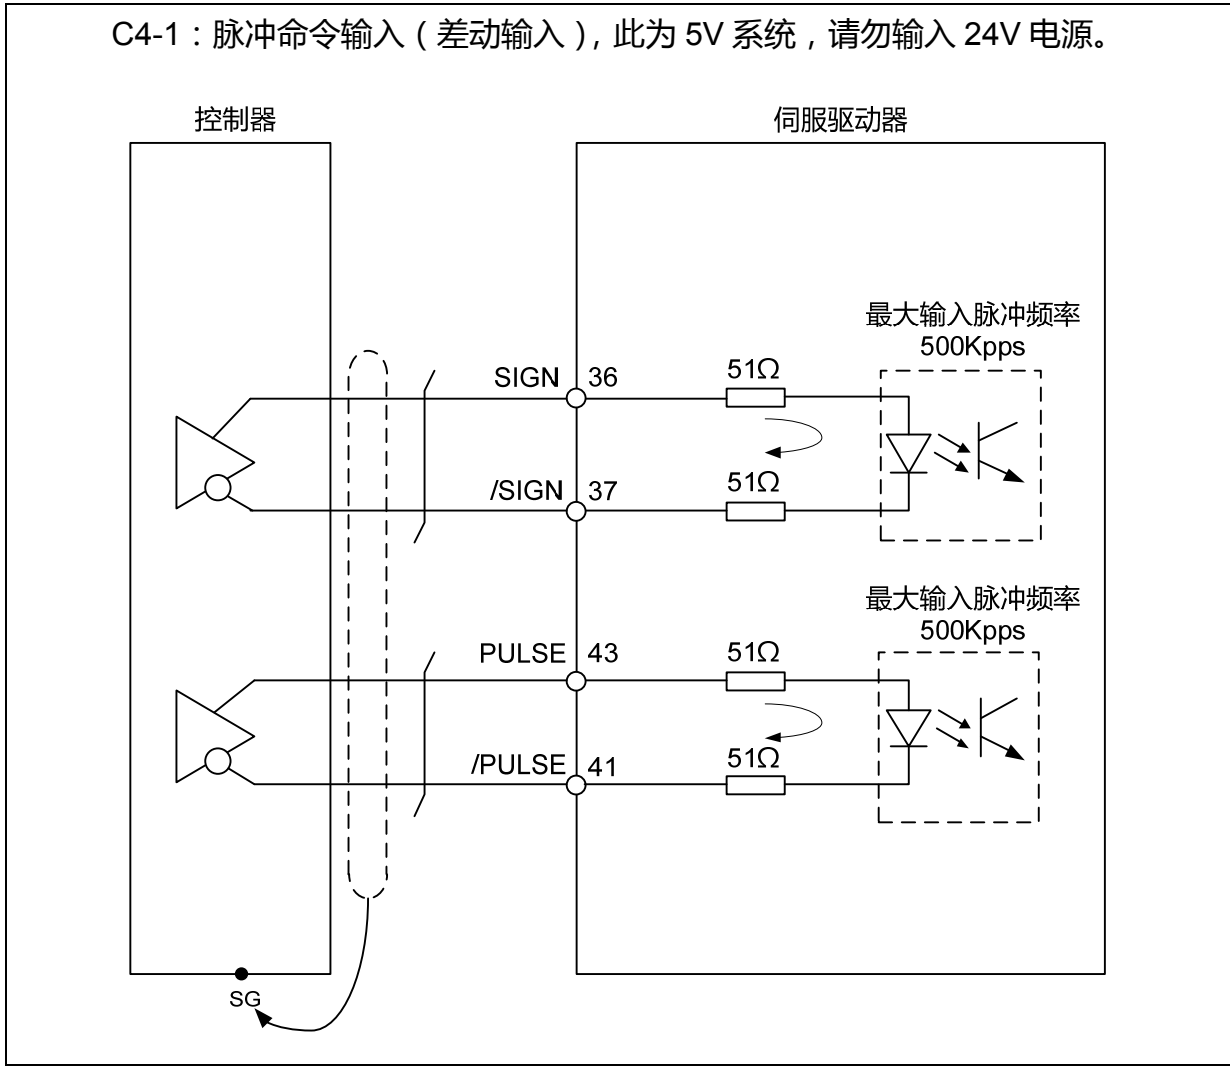 C4-1：脉冲命令输入（差动输入），此为 5V 系统，请勿输入 24V 电源。
控制器
伺服驱动器
最大输入脉冲频率
500Kpps
SIGN 36
51Ω
/SIGN 37
51Ω
最大输入脉冲频率
500Kpps
PULSE 43
51Ω
/PULSE 41
51Ω
SG